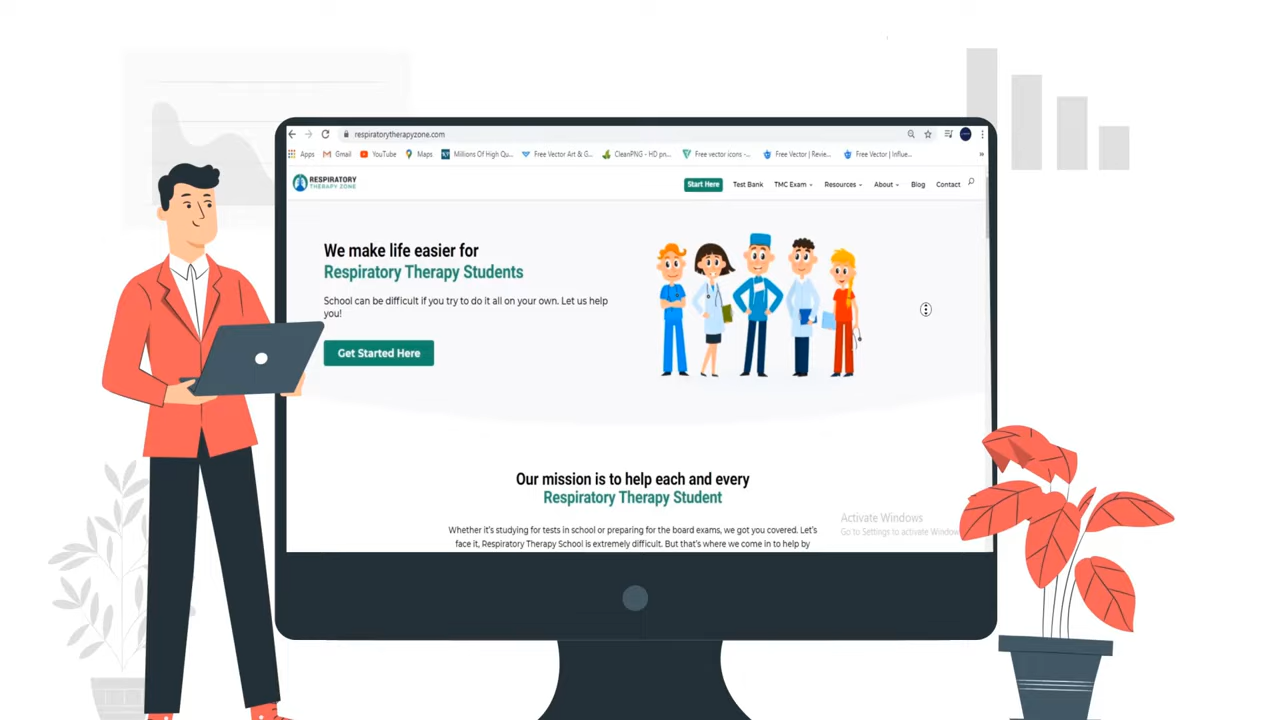 respiratorytherapyzone.com
Apps Gmail YouTube Maps Millions Of High Qu... Free Vector Art & G... CleanPNG - HD pn... Free vector icons -... Free Vector | Revie... Free Vector | Influe... »
RESPIRATORY
THERAPY ZONE
Start Here Test Bank TMC Exam Resources About Blog Contact
We make life easier for
Respiratory Therapy Students
School can be difficult if you try to do it all on your own. Let us help
you!
Get Started Here
Our mission is to help each and every
Respiratory Therapy Student
Whether it's studying for tests in school or preparing for the board exams, we got you covered. Let's
face it, Respiratory Therapy School is extremely difficult. But that's where we come in to help by
Activate Windows
Go to Settings to activate Window